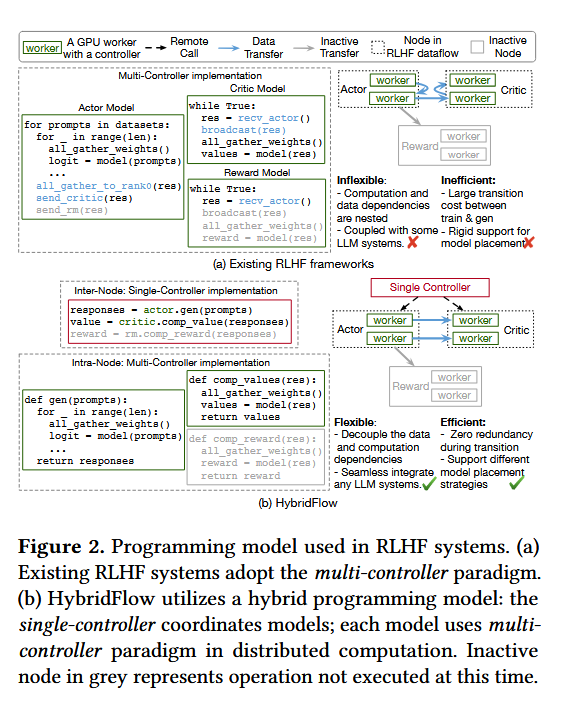 worker A GPU worker with a controller
Remote Call
Data Transfer
Inactive Transfer
Node in RLHF dataflow
Inactive Node
Multi-Controller implementation
Actor Model
for prompts in datasets:
for _ in range(len):
all_gather_weights()
logit = model(prompts)
...
all_gather_to_rank0(res)
send_critic(res)
send_rm(res)
Critic Model
while True:
res = recv_actor()
broadcast(res)
all_gather_weights()
values = model(res)
Reward Model
while True:
res = recv_actor()
broadcast(res)
all_gather_weights()
reward = model(res)
Actor
worker
worker
worker
worker
Critic
Reward
worker
worker
Inflexible:
- Computation and
data dependencies
are nested
- Coupled with some
LLM systems.
Inefficient:
- Large transition
cost between
train & gen
- Rigid support for
model placement
(a) Existing RLHF frameworks
Inter-Node: Single-Controller implementation
responses = actor.gen(prompts)
value = critic.comp_value(responses)
reward = rm.comp_reward(responses)
Intra-Node: Multi-Controller implementation
def gen(prompts):
for _ in range(len):
all_gather_weights()
logit = model(prompts)
...
return responses
def comp_values(res):
all_gather_weights()
values = model(res)
return values
def comp_reward(res):
all_gather_weights()
reward = model(res)
return reward
Single Controller
Actor
worker
worker
worker
worker
Critic
Reward
worker
worker
Flexible:
- Decouple the data
and computation
dependencies
- Seamless integrate
any LLM systems.
Efficient:
- Zero redundancy
during transition
- Support different
model placement
strategies
(b) HybridFlow
Figure 2. Programming model used in RLHF systems. (a)
Existing RLHF systems adopt the multi-controller paradigm.
(b) HybridFlow utilizes a hybrid programming model: the
single-controller coordinates models; each model uses multi-
controller paradigm in distributed computation. Inactive
node in grey represents operation not executed at this time.